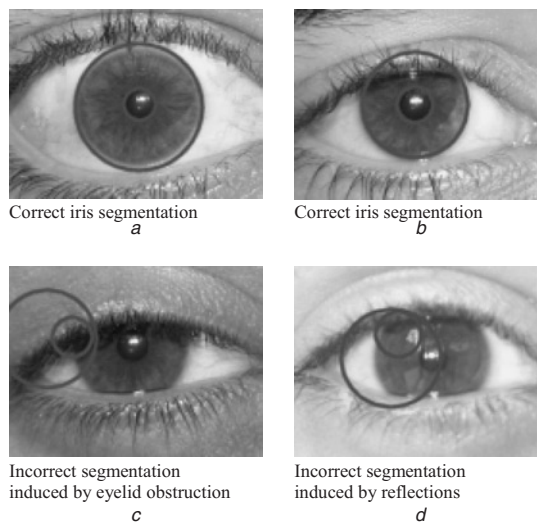 Correct iris segmentation
a
Correct iris segmentation
b
Incorrect segmentation
induced by eyelid obstruction
c
Incorrect segmentation
induced by reflections
d